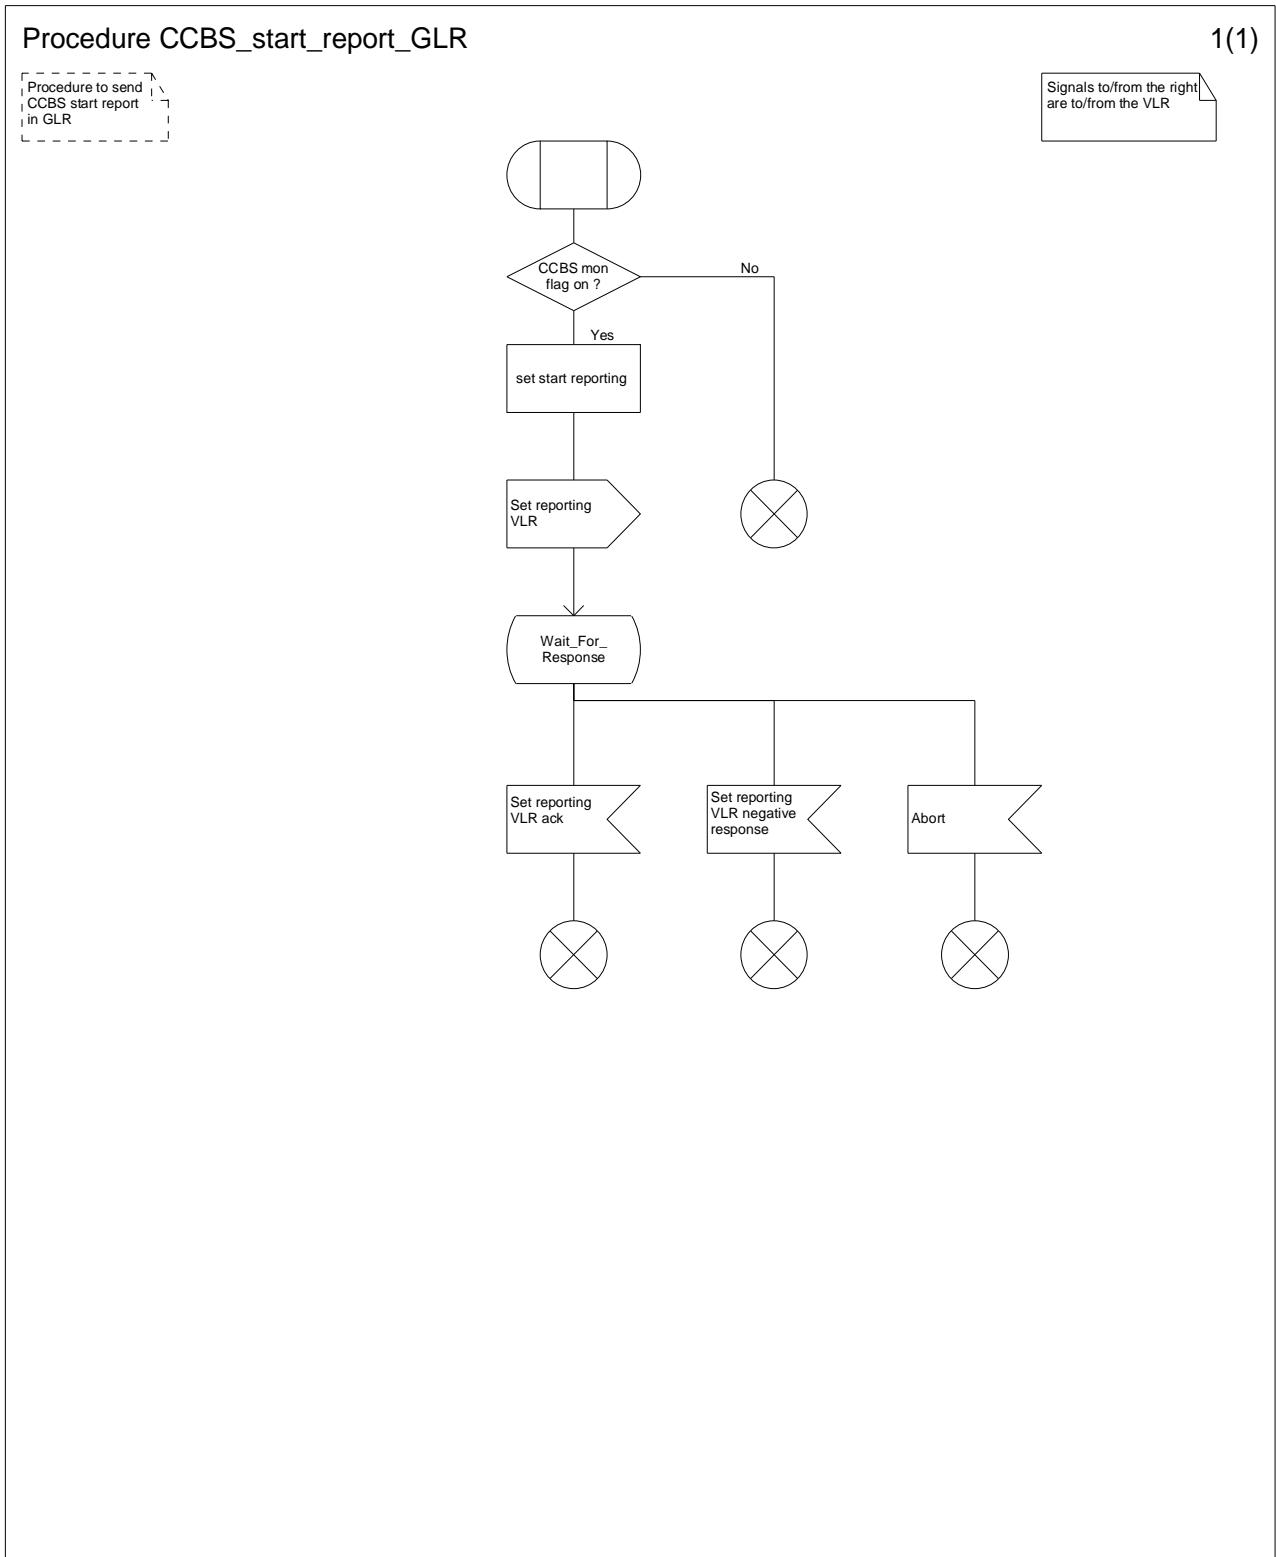 Procedure CCBS_start_report_GLR
1(1)
Procedure to send
CCBS start report
in GLR
Signals to/from the right
are to/from the VLR
CCBS mon
flag on ?
No
Yes
set start reporting
Set reporting
VLR
Wait_For_
Response
Set reporting
VLR ack
Set reporting
VLR negative
response
Abort